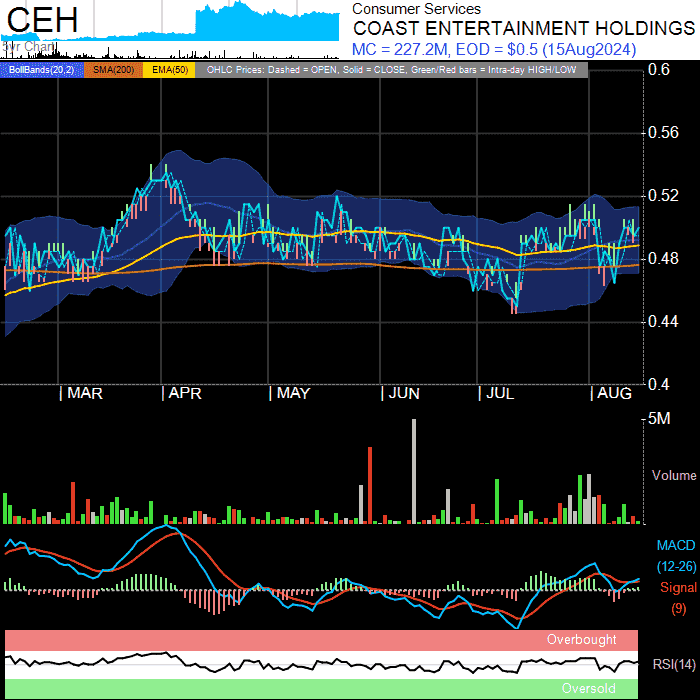 CEH
Consumer Services
COAST ENTERTAINMENT HOLDINGS
MC = 227.2M, EOD = $0.5 (15Aug2024)
5yr Chart
BollBands(20,2) SMA(200) EMA(50) OHLC Prices: Dashed = OPEN, Solid = CLOSE, Green/Red bars = Intra-day HIGH/LOW
0.6
0.56
0.52
0.48
0.44
0.4
| MAR | APR | MAY | JUN | JUL | AUG
5M
Volume
MACD
(12-26)
Signal
(9)
Overbought
RSI(14)
Oversold